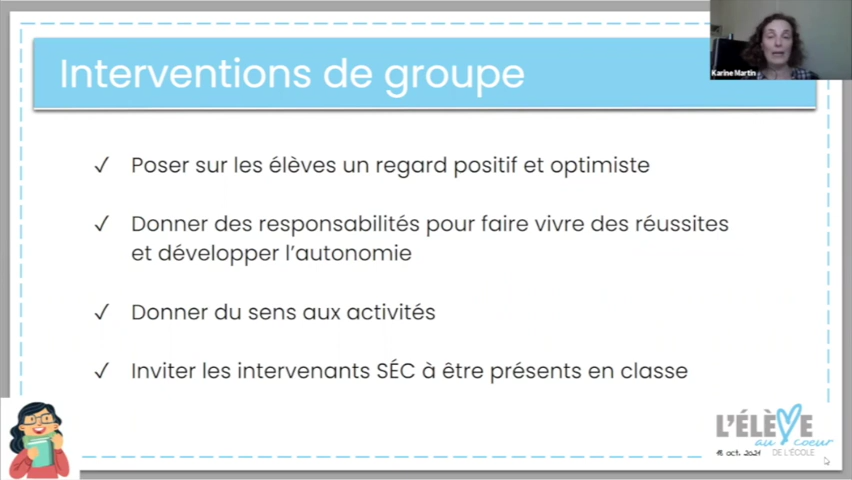 Interventions de groupe
Karine Martin
✓ Poser sur les élèves un regard positif et optimiste
✓ Donner des responsabilités pour faire vivre des réussites
et développer l'autonomie
✓ Donner du sens aux activités
✓ Inviter les intervenants SÉC à être présents en classe
L'ÉLÈVE
au coeur
DE L'ÉCOLE
oct. 2021